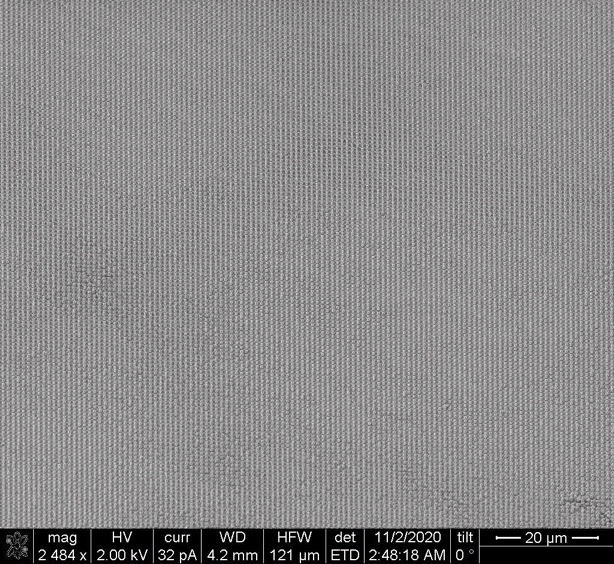 mag HV curr WD HFW det 11/2/2020 tilt 20 µm
2 484 x 2.00 kV 32 pA 4.2 mm 121 µm ETD 2:48:18 AM 0 °